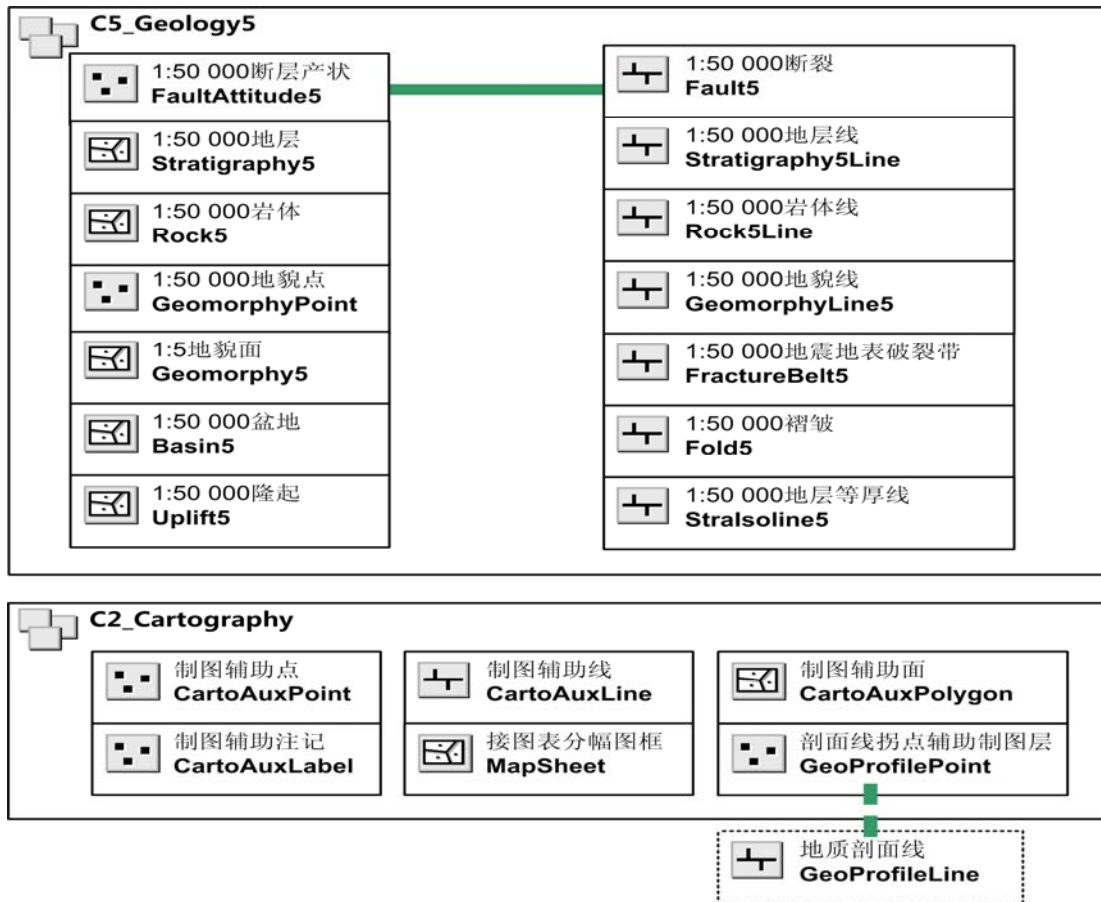 C5_Geology5
1:50 000断层产状
FaultAttitude5
1:50 000地层
Stratigraphy5
1:50 000岩体
Rock5
1:50 000地貌点
GeomorphyPoint
1:5地貌面
Geomorphy5
1:50 000盆地
Basin5
1:50 000隆起
Uplift5
1:50 000断裂
Fault5
1:50 000地层线
Stratigraphy5Line
1:50 000岩体线
Rock5Line
1:50 000地貌线
GeomorphyLine5
1:50 000地震地表破裂带
FractureBelt5
1:50 000褶皱
Fold5
1:50 000地层等厚线
StraIsoline5
C2_Cartography
制图辅助点
CartoAuxPoint
制图辅助注记
CartoAuxLabel
制图辅助线
CartoAuxLine
接图表分幅图框
MapSheet
制图辅助面
CartoAuxPolygon
剖面线拐点辅助制图层
GeoProfilePoint
地质剖面线
GeoProfileLine